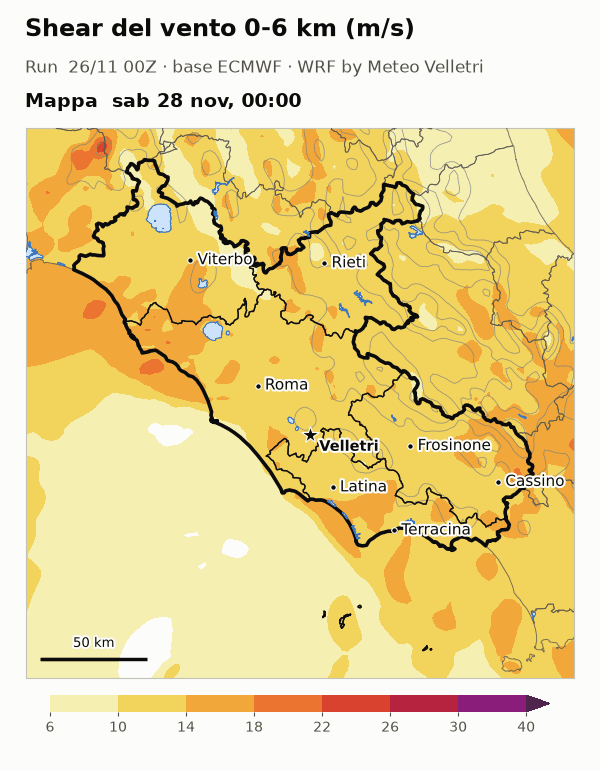 Shear del vento 0-6 km (m/s)
Run  26/11 00Z · base ECMWF · WRF by Meteo Velletri
Mappa  sab 28 nov, 00:00
Viterbo
Rieti
Roma
Velletri
Frosinone
Latina
Cassino
Terracina
50 km
6 10 14 18 22 26 30 40